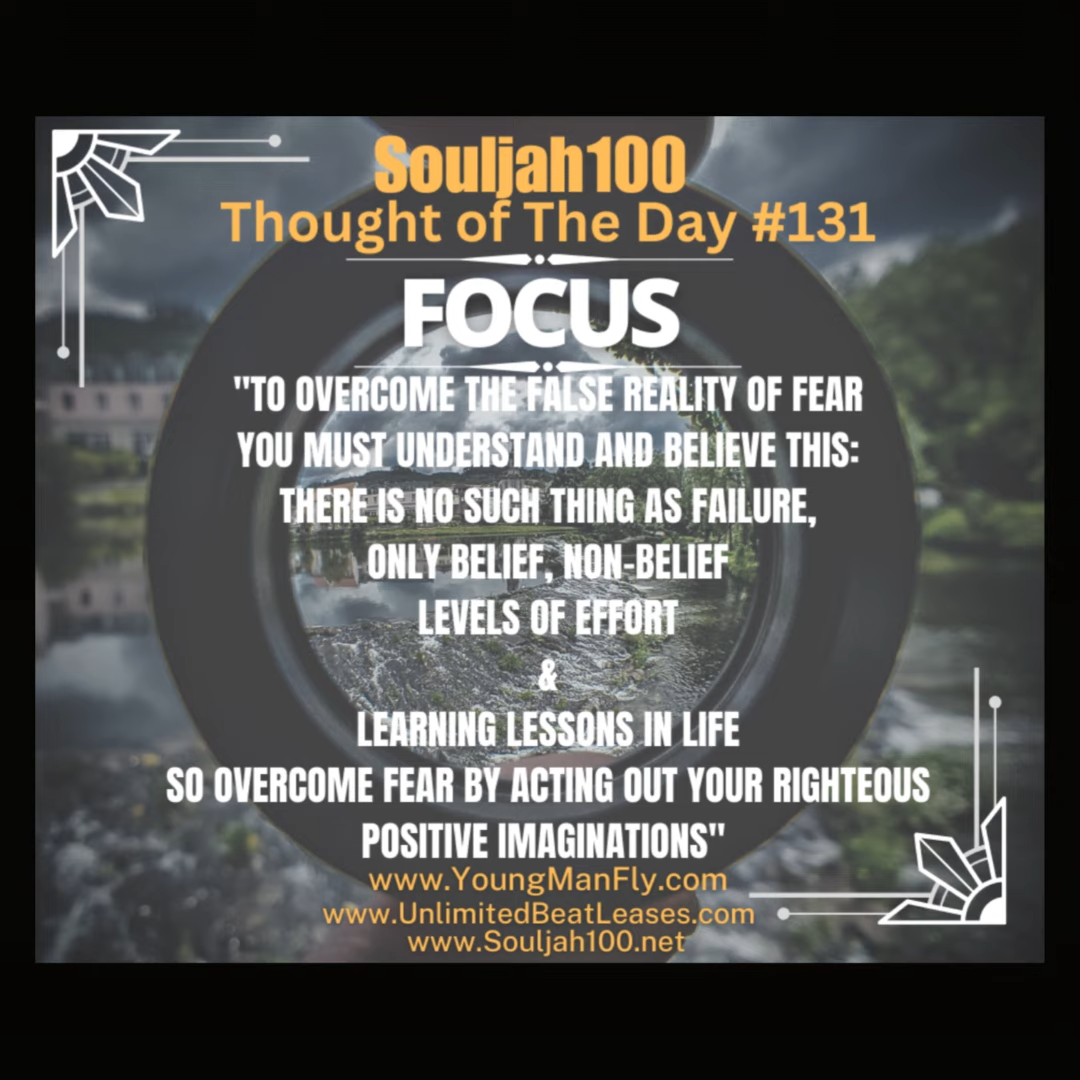 Souljah100
Thought of The Day #131
FOCUS
"TO OVERCOME THE FALSE REALITY OF FEAR
YOU MUST UNDERSTAND AND BELIEVE THIS:
THERE IS NO SUCH THING AS FAILURE,
ONLY BELIEF, NON-BELIEF
LEVELS OF EFFORT
&
LEARNING LESSONS IN LIFE
SO OVERCOME FEAR BY ACTING OUT YOUR RIGHTEOUS
POSITIVE IMAGINATIONS"
www.YoungManFly.com
www.UnlimitedBeatLeases.com
www.Souljah100.net